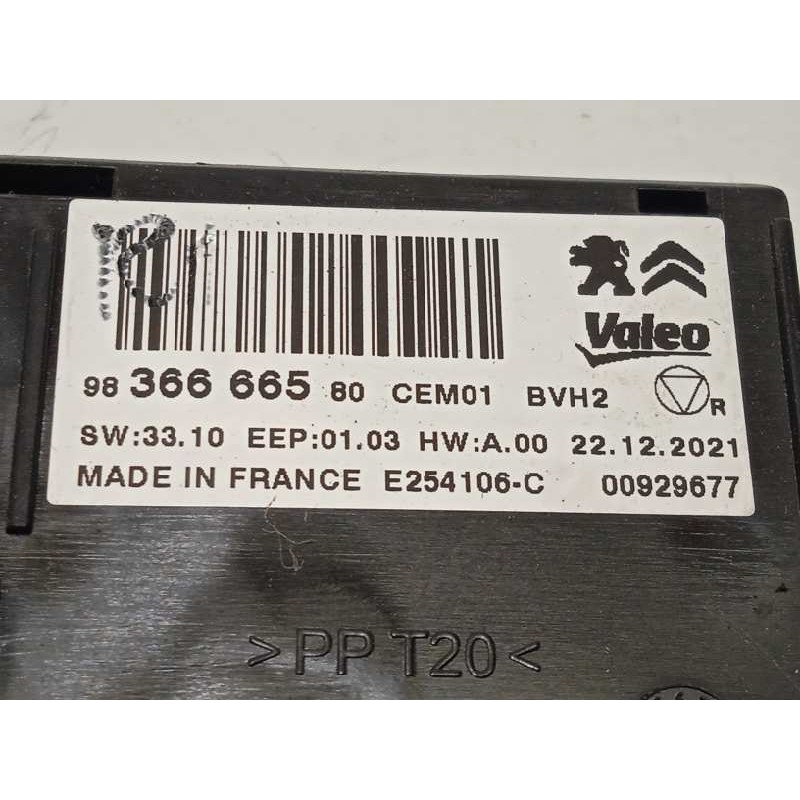 Valeo
98 366 665 80 CEM01 BVH2 R
SW:33.10 EEP:01.03 HW:A.00 22.12.2021
MADE IN FRANCE E254106-C 00929677
>PP T20<